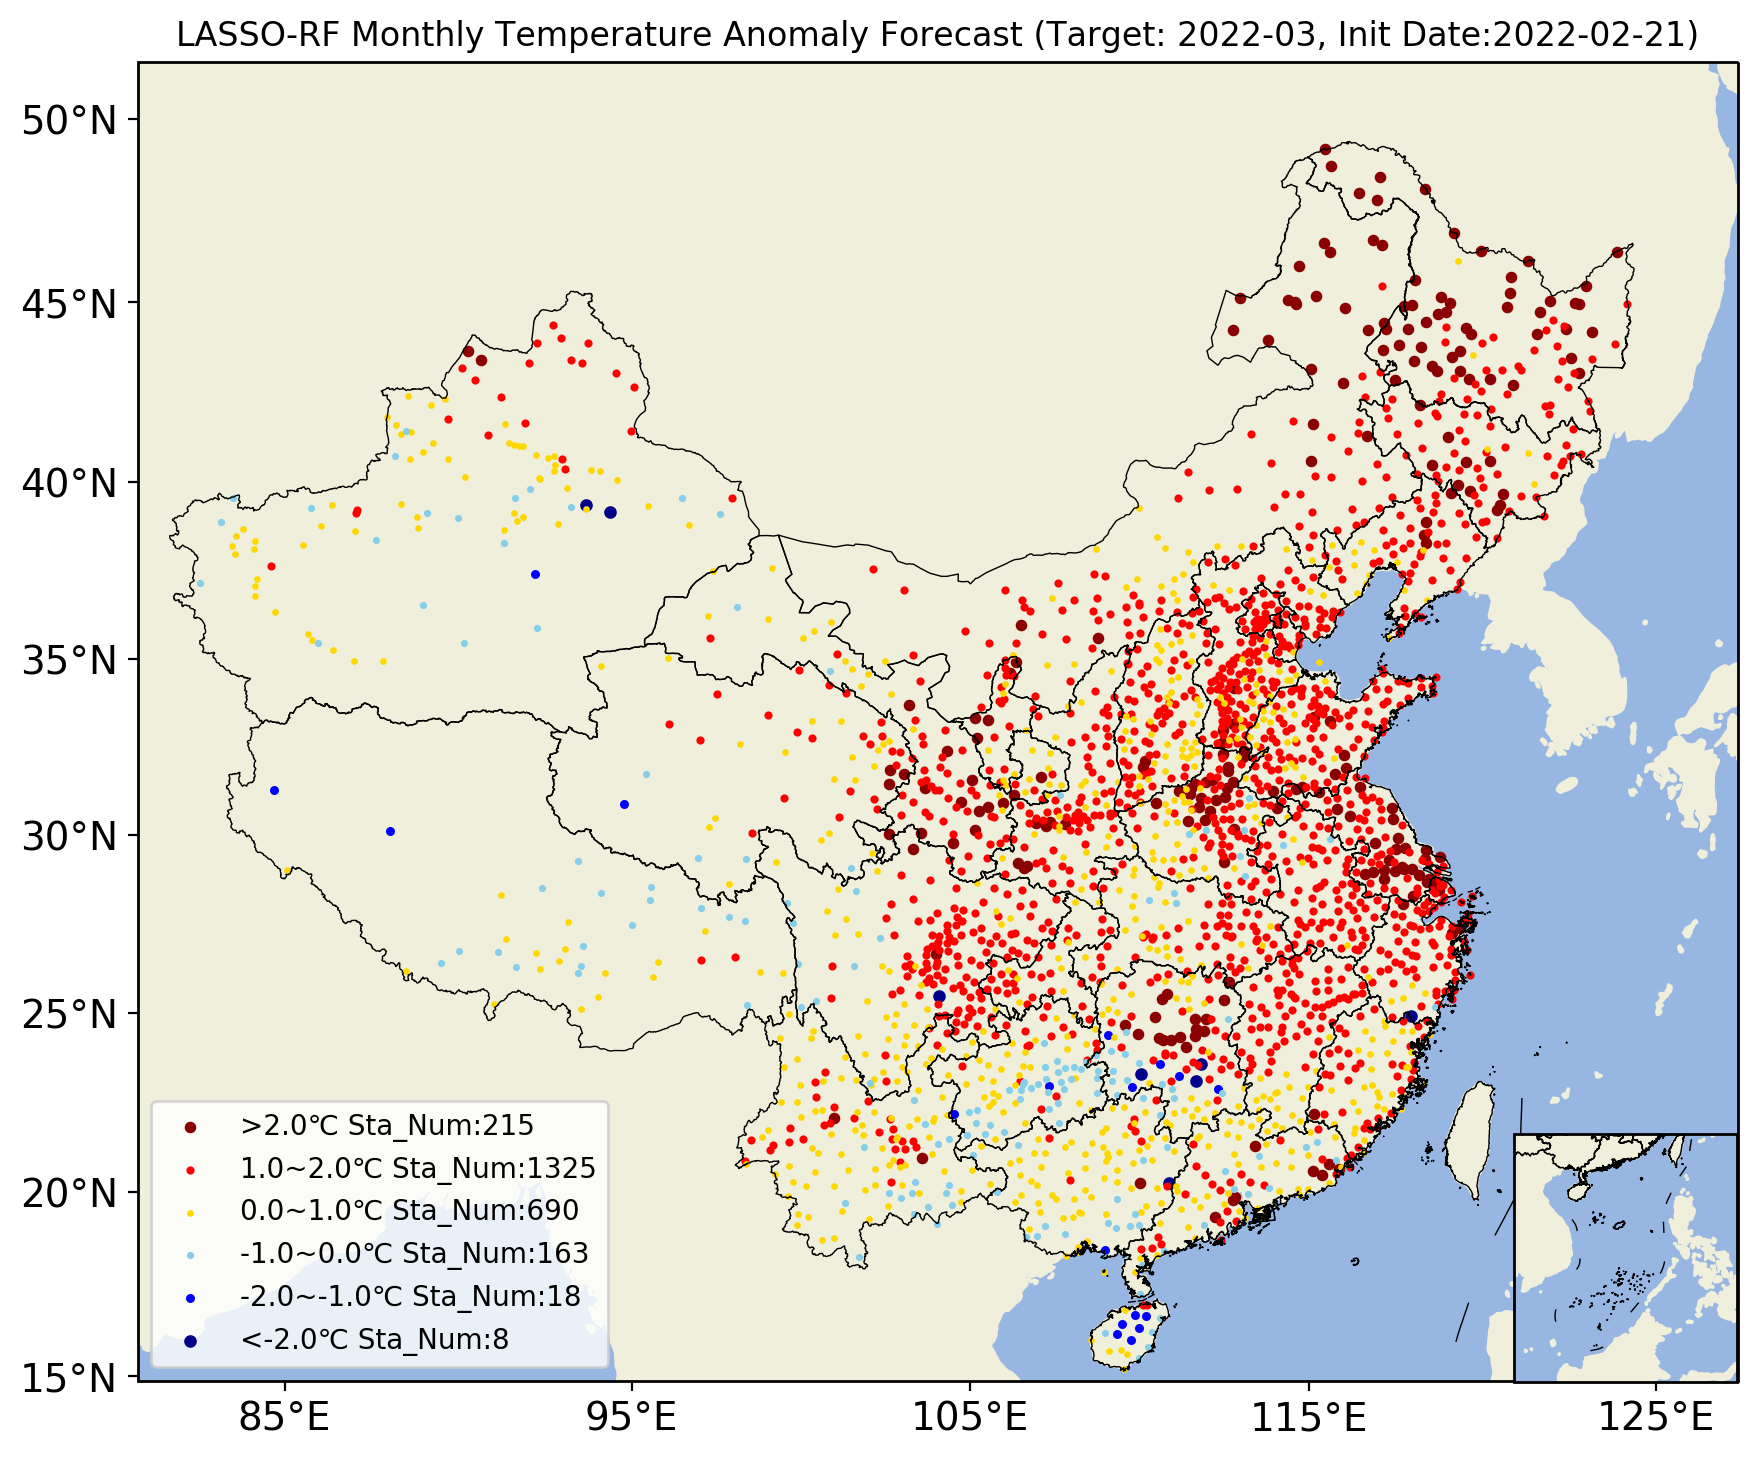 LASSO-RF Monthly Temperature Anomaly Forecast (Target: 2022-03, Init Date:2022-02-21)
50°N
45°N
40°N
35°N
30°N
25°N
20°N
15°N
>2.0℃ Sta_Num:215
1.0~2.0℃ Sta_Num:1325
0.0~1.0℃ Sta_Num:690
-1.0~0.0℃ Sta_Num:163
-2.0~-1.0℃ Sta_Num:18
<-2.0℃ Sta_Num:8
85°E
95°E
105°E
115°E
125°E